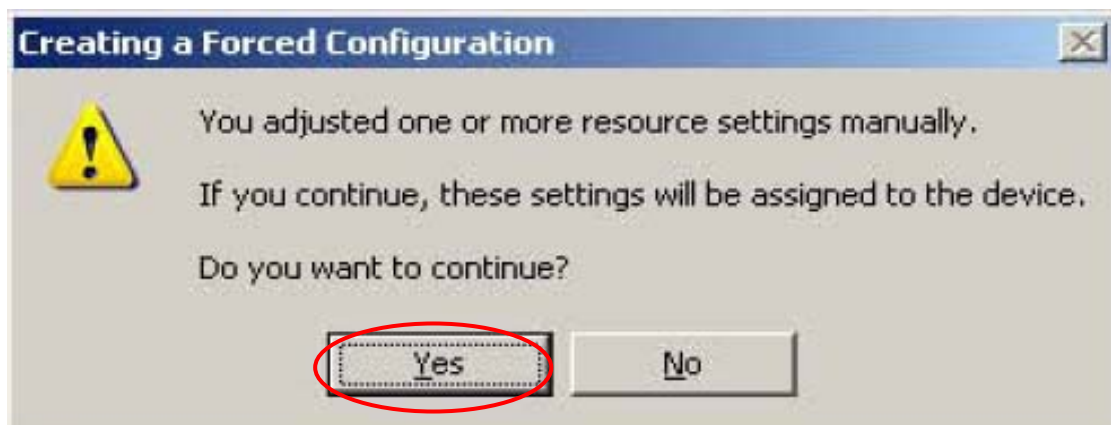 Creating a Forced Configuration
You adjusted one or more resource settings manually.
If you continue, these settings will be assigned to the device.
Do you want to continue?
Yes No